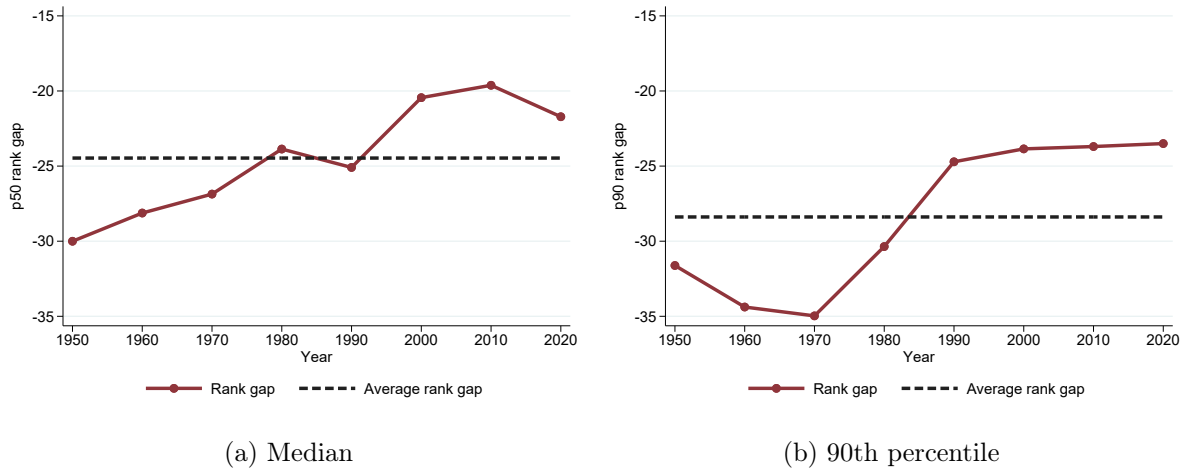 -15
-20
-25
-30
-35
p50 rank gap
1950 1960 1970 1980 1990 2000 2010 2020
Year
Rank gap Average rank gap
(a) Median
-15
-20
-25
-30
-35
p90 rank gap
1950 1960 1970 1980 1990 2000 2010 2020
Year
Rank gap Average rank gap
(b) 90th percentile